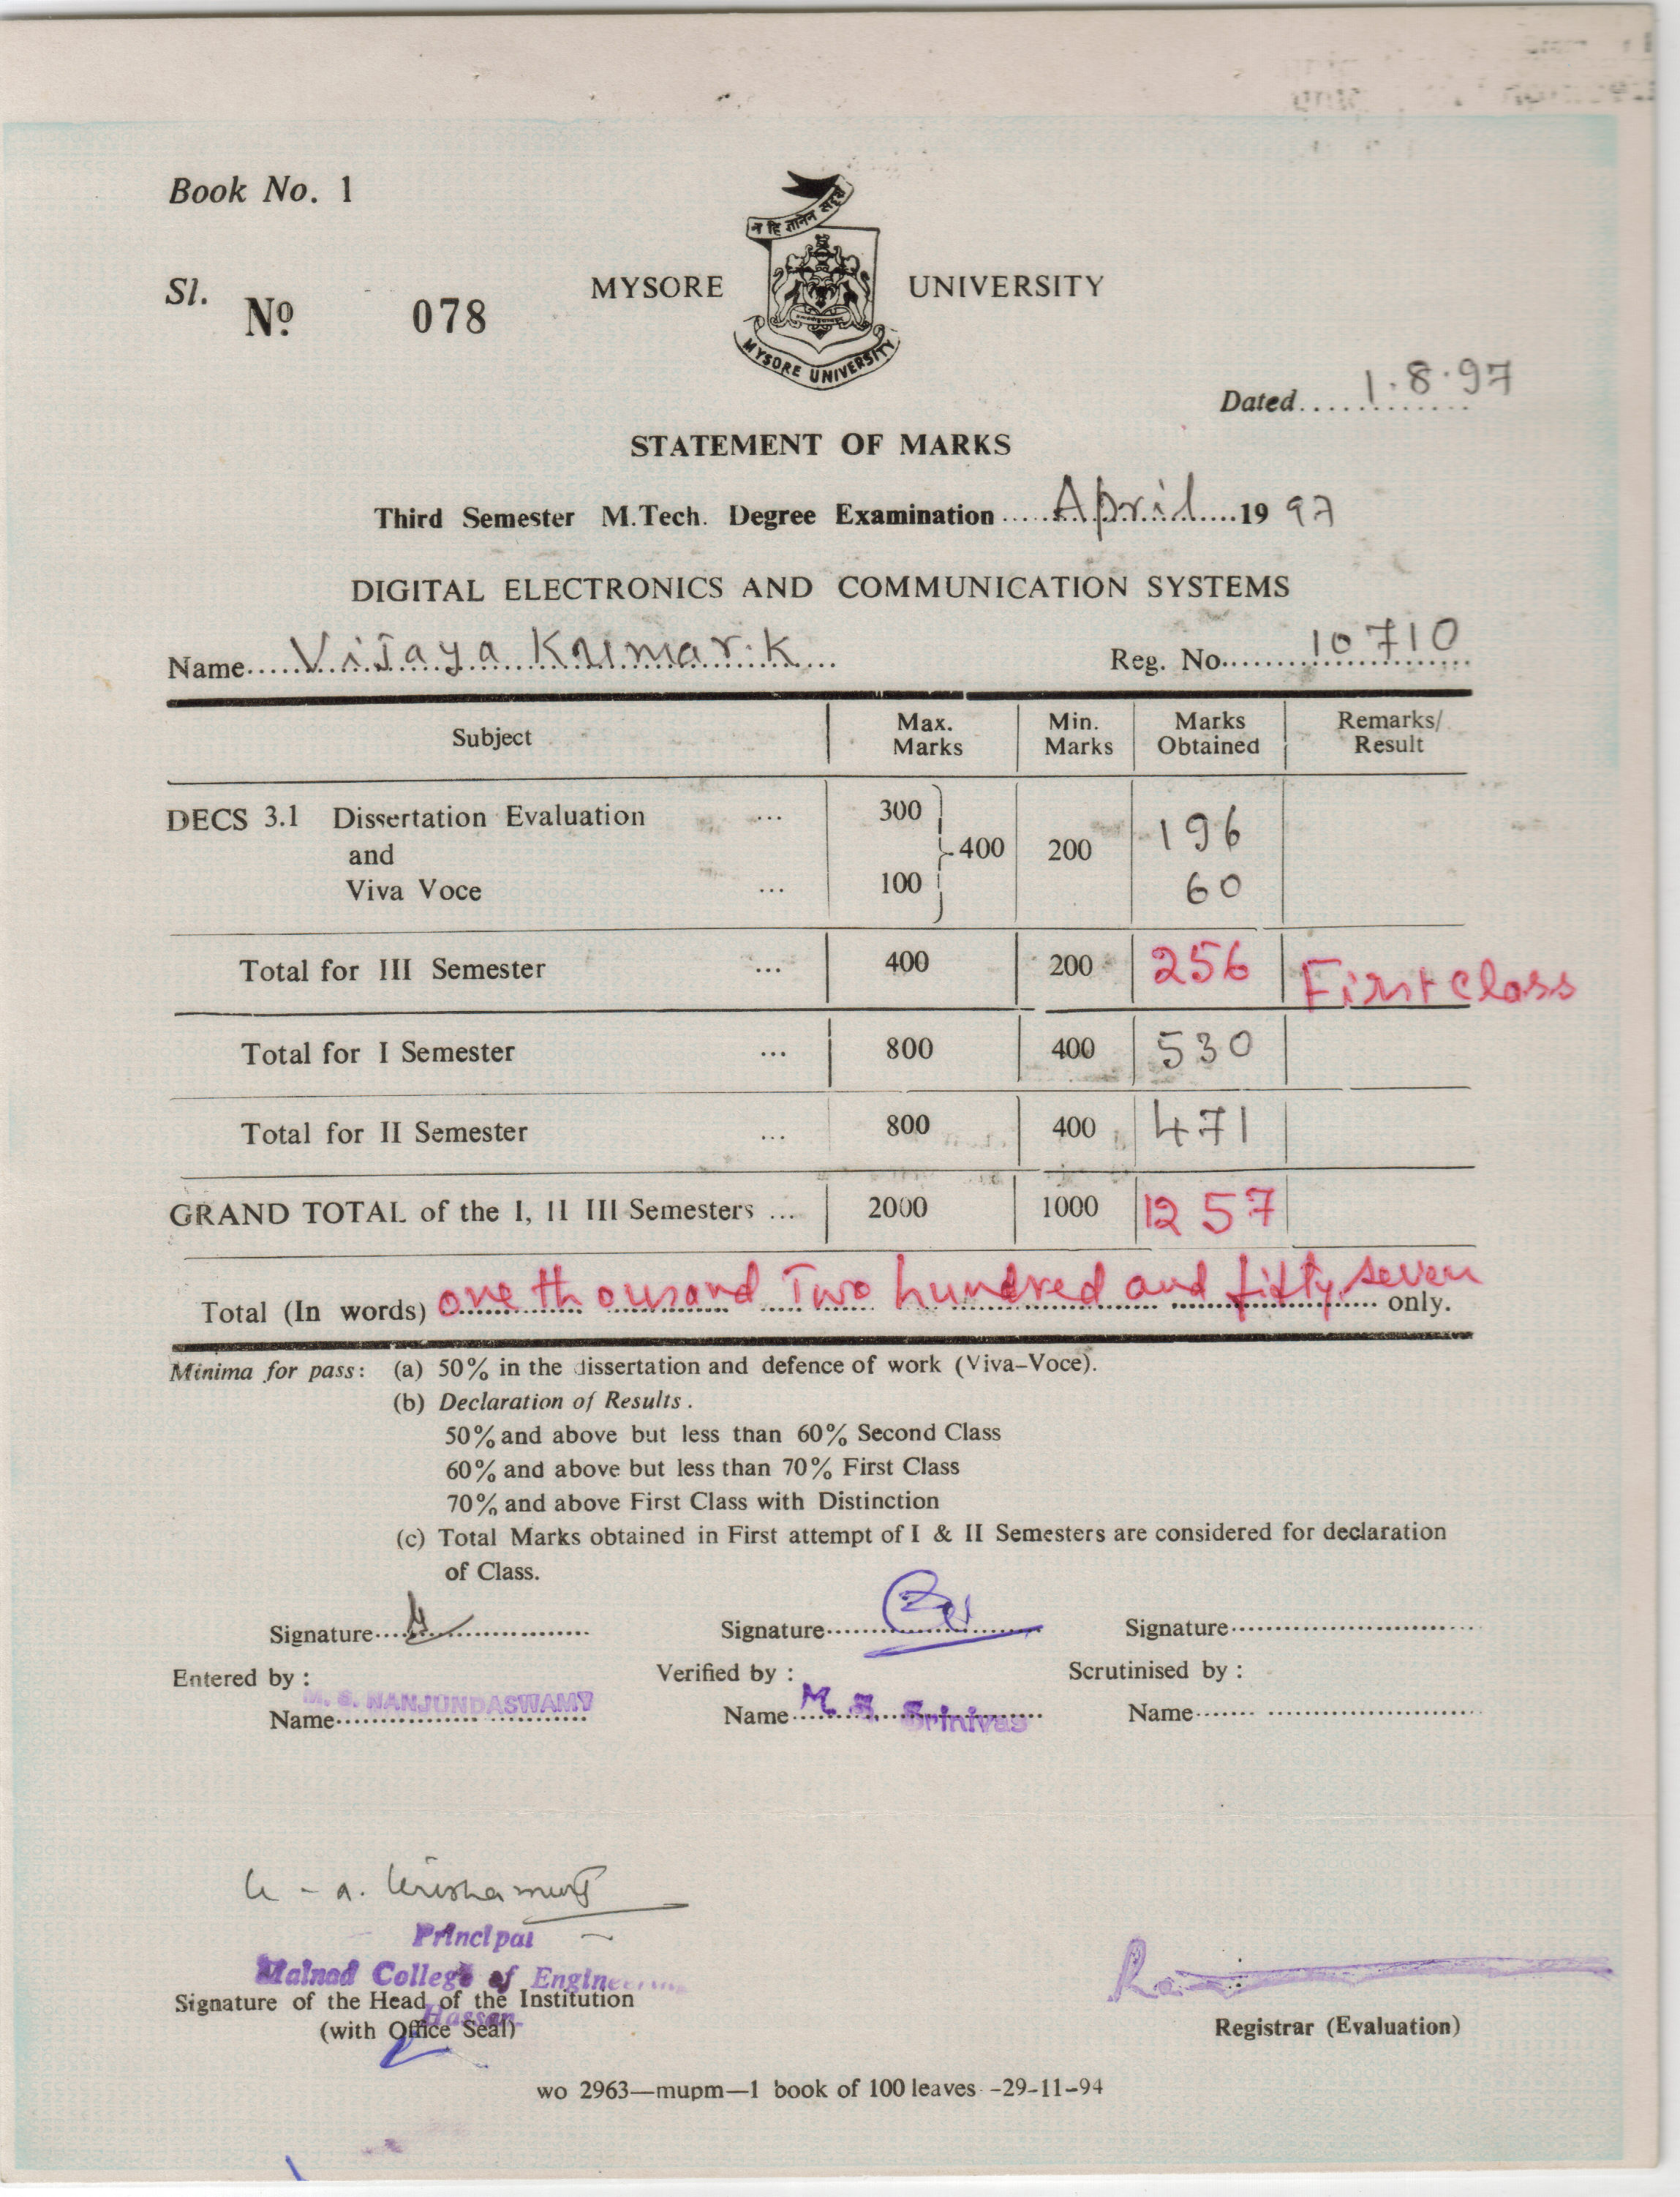 Book No. 1
न हि ज्ञानेन सदृशं
Sl. No 078
MYSORE UNIVERSITY
MYSORE UNIVERSITY
Dated 1.8.97
STATEMENT OF MARKS
Third Semester M.Tech. Degree Examination April 19 97
DIGITAL ELECTRONICS AND COMMUNICATION SYSTEMS
Name Vijaya Kumar.K Reg. No 10710
Subject Max. Marks Min. Marks Marks Obtained Remarks/ Result
DECS 3.1 Dissertation Evaluation ... 300 196
and 400 200
Viva Voce ... 100 60
Total for III Semester ... 400 200 256 First Class
Total for I Semester ... 800 400 530
Total for II Semester ... 800 400 471
GRAND TOTAL of the I, II III Semesters ... 2000 1000 1257
Total (In words) one thousand Two hundred and fifty seven only.
Minima for pass: (a) 50% in the dissertation and defence of work (Viva-Voce).
(b) Declaration of Results.
50% and above but less than 60% Second Class
60% and above but less than 70% First Class
70% and above First Class with Distinction
(c) Total Marks obtained in First attempt of I & II Semesters are considered for declaration
of Class.
Signature Signature Signature
Entered by : Verified by : Scrutinised by :
Name M. S. NANJUNDASWAMY Name M. S. Srinivas Name
Principal
Malnad College of Engineering
Hassan
Signature of the Head of the Institution
(with Office Seal)
Registrar (Evaluation)
wo 2963—mupm—1 book of 100 leaves -29-11-94